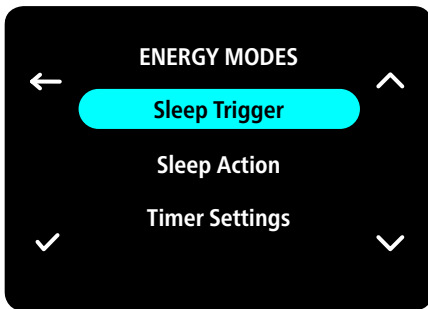 ENERGY MODES
Sleep Trigger
Sleep Action
Timer Settings